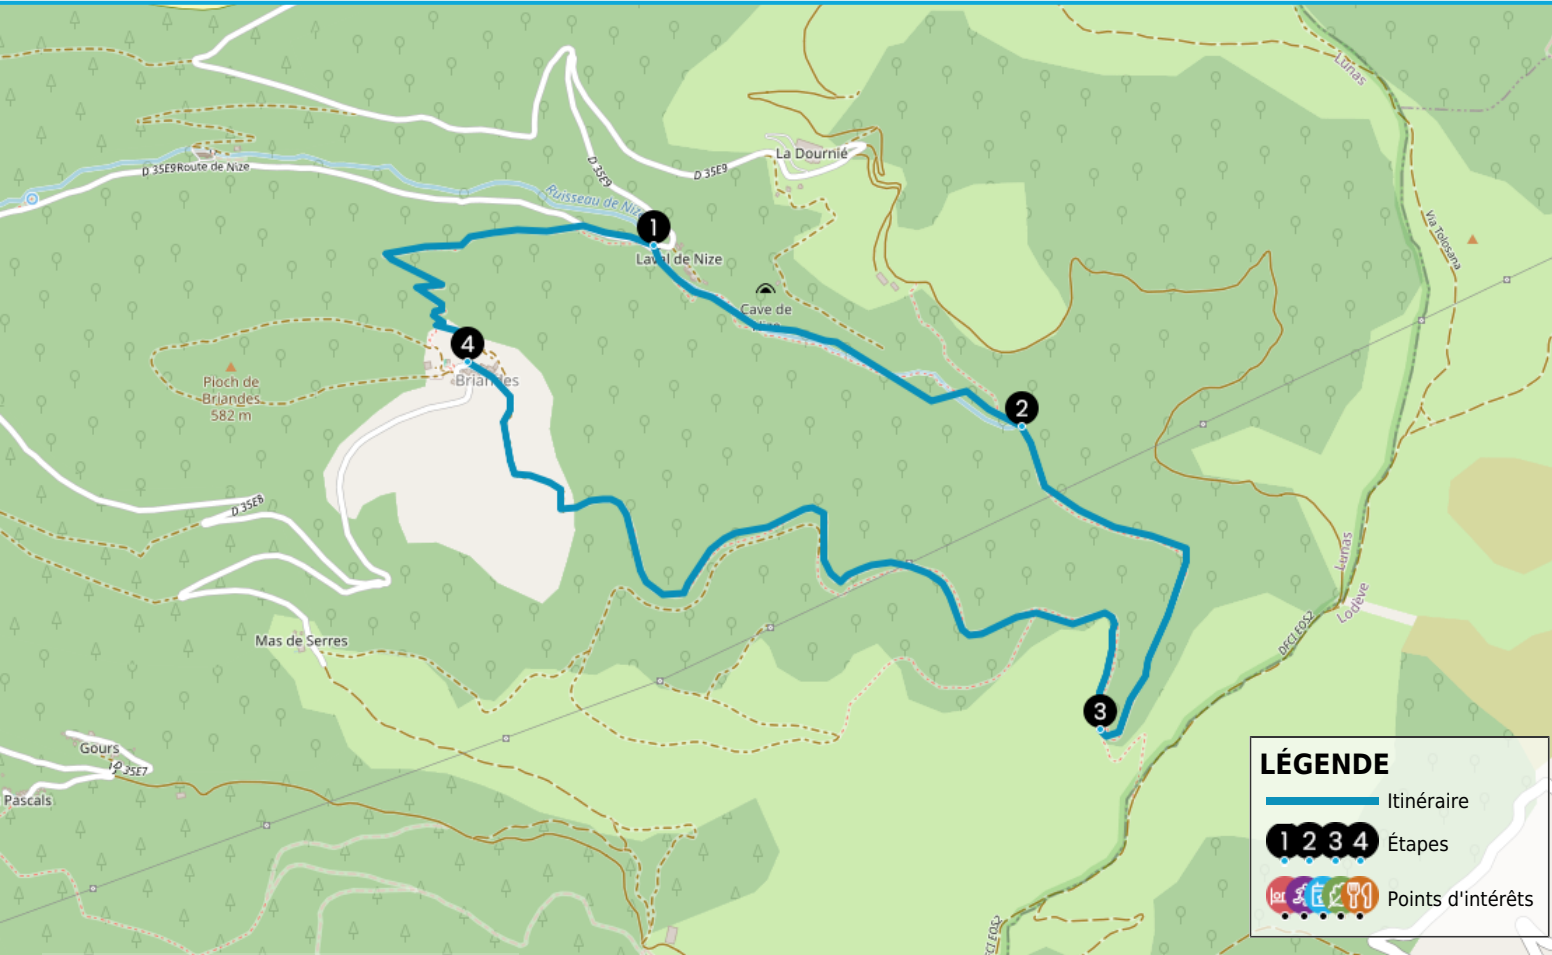 Lunas
La Dournié
D 35E9
D 35E9
D 35E9
Route de Nize
Ruisseau de Nize
1
Laval de Nize
Via Tolosana
Cave de
4
Briandes
Pioch de
Briandes
582 m
2
D 35E8
Lunas
Lodève
DFCI EOS2
Mas de Serres
3
Gours
D 35E7
Pascals
LÉGENDE
Itinéraire
1 2 3 4
Étapes
Points d'intérêts